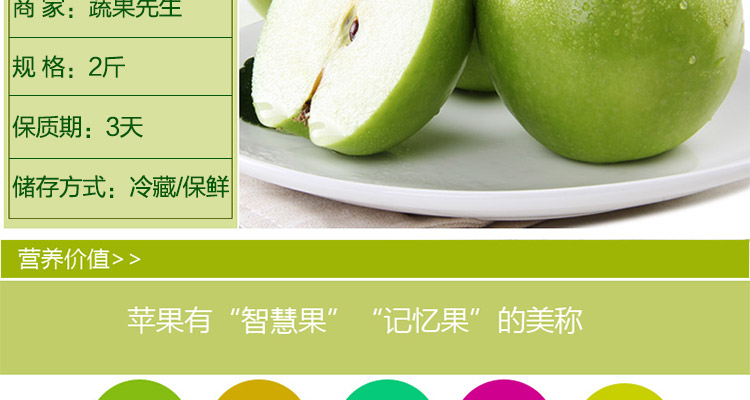 商 家：蔬果先生
规 格：2斤
保质期：3天
储存方式：冷藏/保鲜
营养价值>>
苹果有“智慧果”“记忆果”的美称